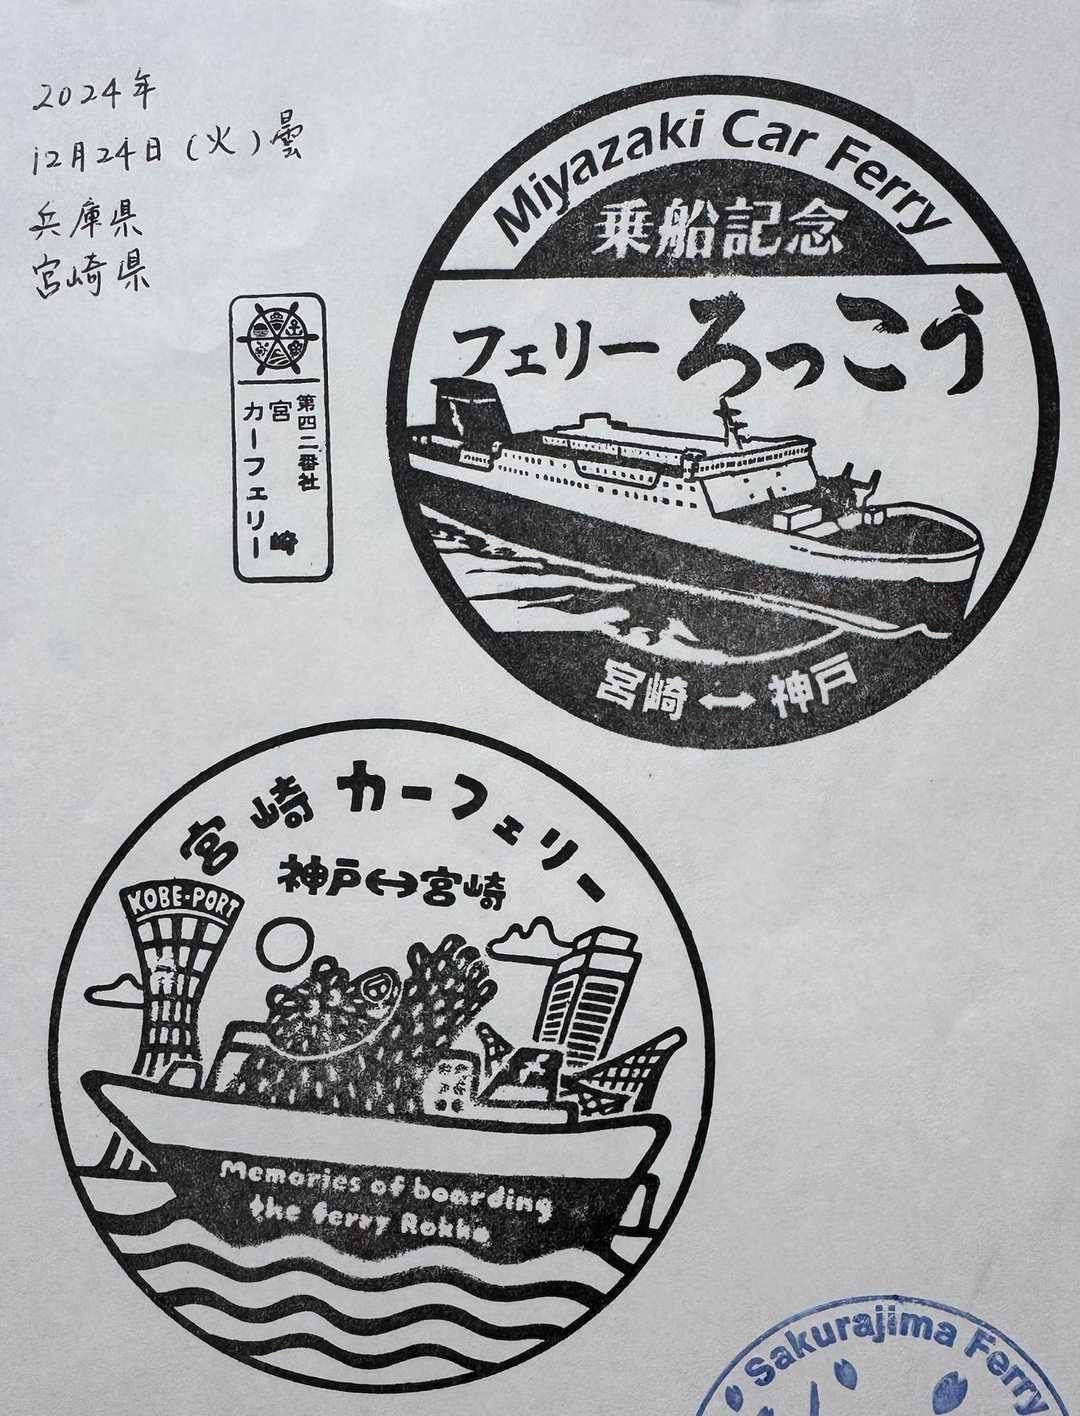 2024年
12月24日(火)曇
兵庫県
宮崎県
第四二番社
宮崎
カーフェリー
Miyazaki Car Ferry
乗船記念
フェリーろっこう
宮崎↔神戸
宮崎カーフェリー
神戸↔宮崎
KOBE-PORT
Memories of boarding
the ferry Rokko
Sakurajima Ferry